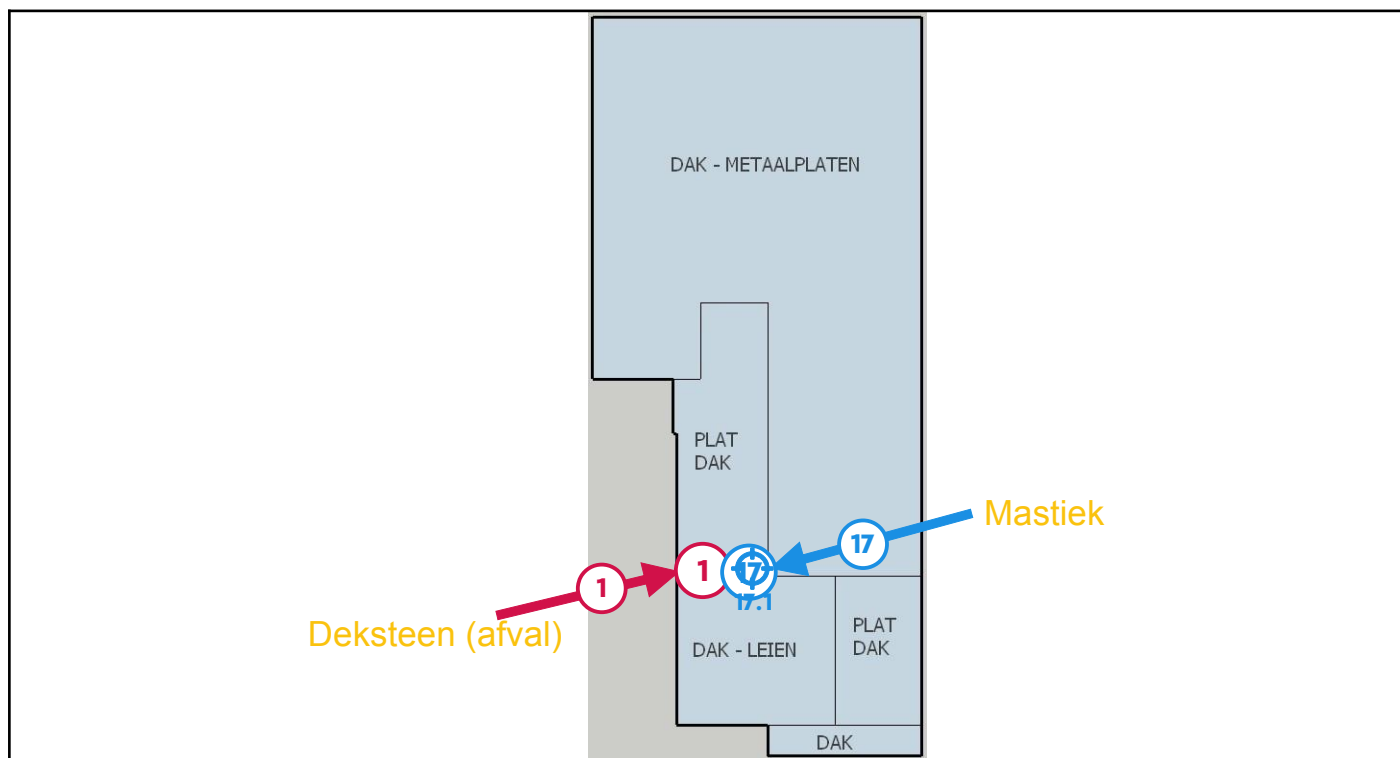 DAK - METAALPLATEN
PLAT
DAK
Mastiek
17
1
17
1
17.1
Deksteen (afval)
PLAT
DAK
DAK - LEIEN
DAK